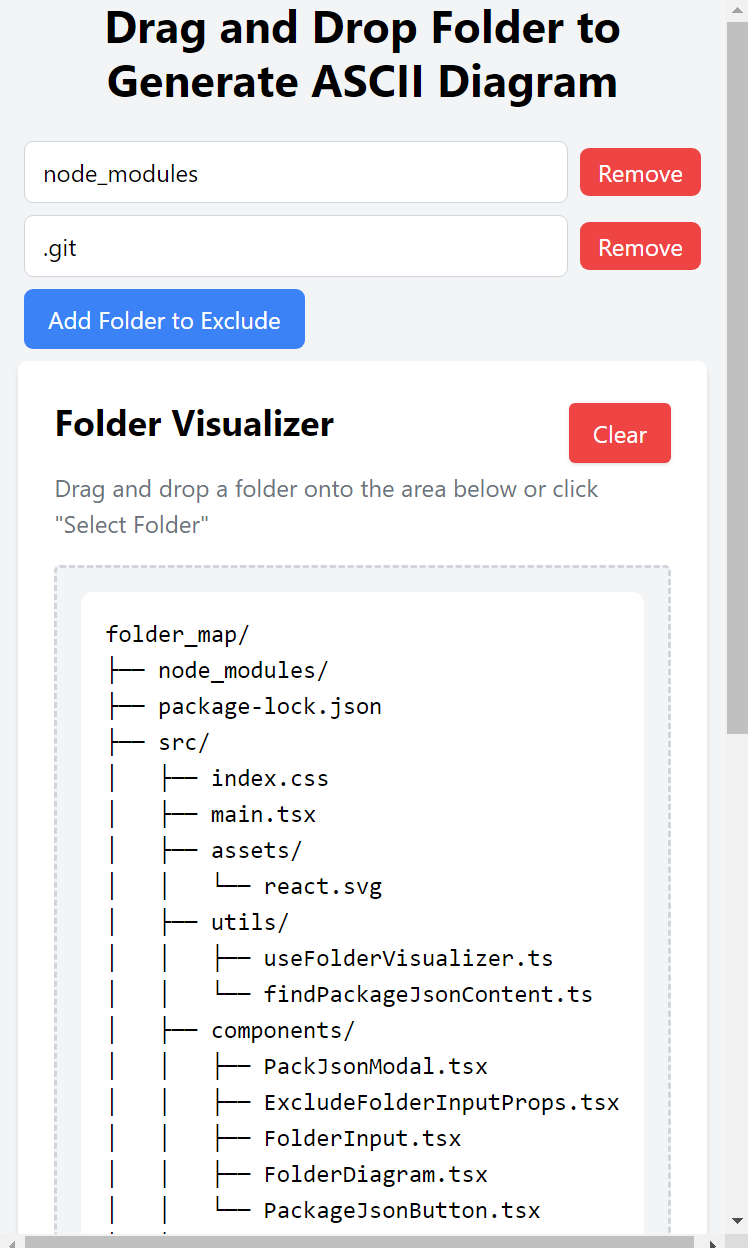 Drag and Drop Folder to
Generate ASCII Diagram
node_modules
Remove
.git
Remove
Add Folder to Exclude
Folder Visualizer
Clear
Drag and drop a folder onto the area below or click
"Select Folder"
folder_map/
├── node_modules/
├── package-lock.json
├── src/
│   ├── index.css
│   ├── main.tsx
│   ├── assets/
│   │   └── react.svg
│   ├── utils/
│   │   ├── useFolderVisualizer.ts
│   │   └── findPackageJsonContent.ts
│   ├── components/
│   │   ├── PackJsonModal.tsx
│   │   ├── ExcludeFolderInputProps.tsx
│   │   ├── FolderInput.tsx
│   │   ├── FolderDiagram.tsx
│   │   └── PackageJsonButton.tsx